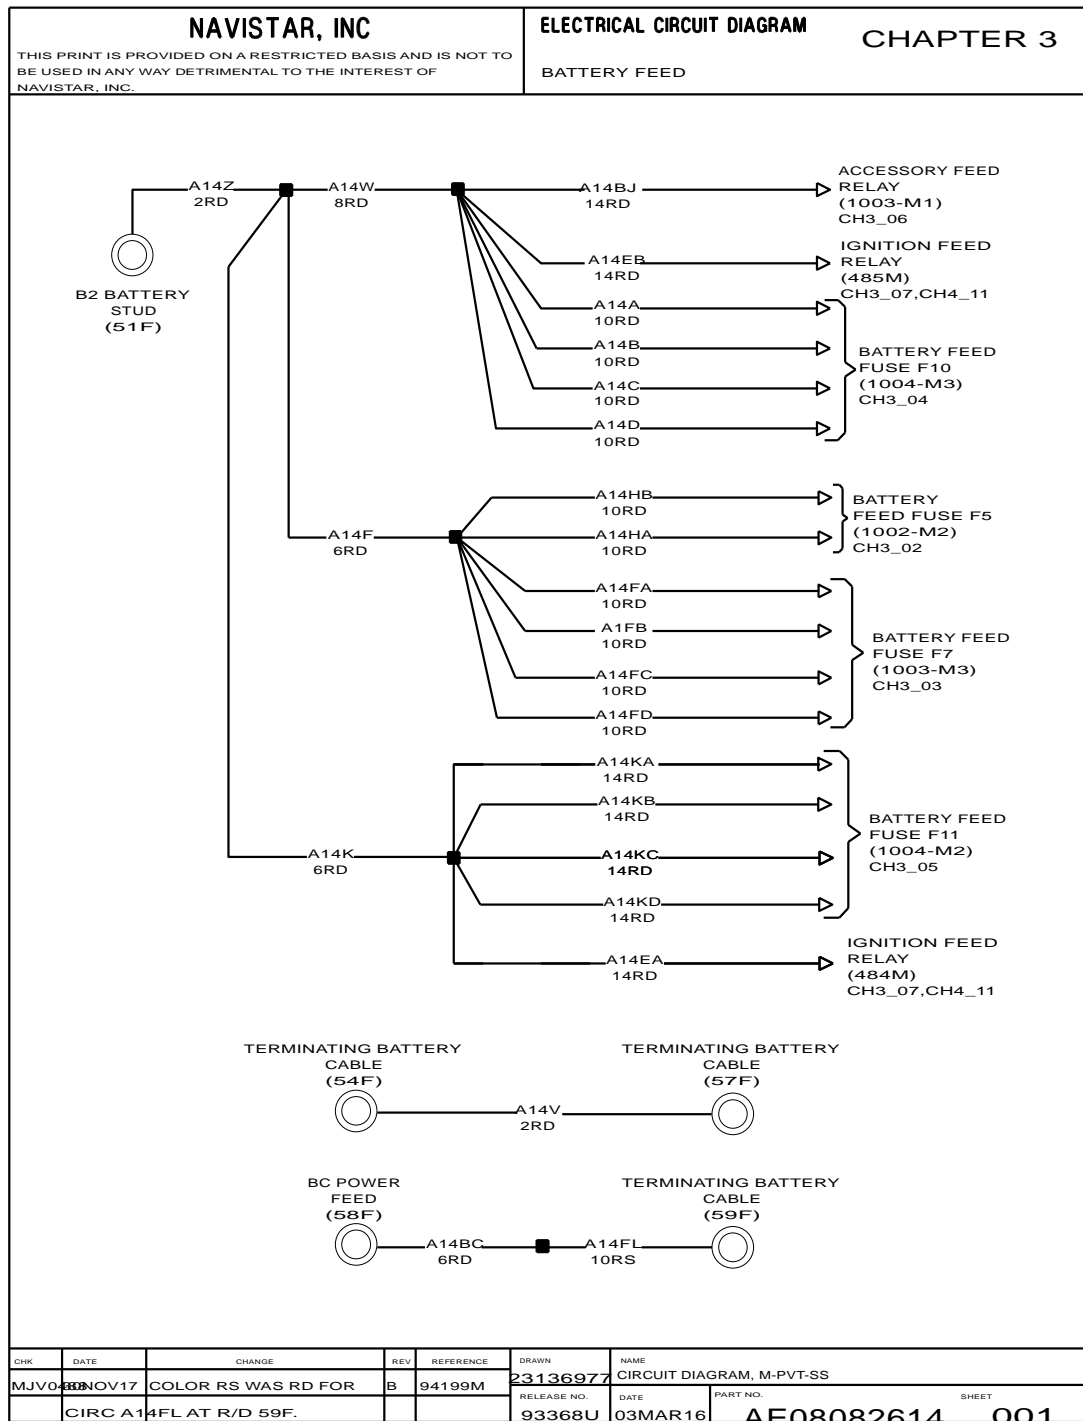 NAVISTAR, INC
THIS PRINT IS PROVIDED ON A RESTRICTED BASIS AND IS NOT TO
BE USED IN ANY WAY DETRIMENTAL TO THE INTEREST OF
NAVISTAR, INC.
ELECTRICAL CIRCUIT DIAGRAM
BATTERY FEED
CHAPTER 3
A14Z
2RD
A14W
8RD
A14BJ
14RD
ACCESSORY FEED
RELAY
(1003-M1)
CH3_06
B2 BATTERY
STUD
(51F)
A14EB
14RD
IGNITION FEED
RELAY
(485M)
CH3_07,CH4_11
A14A
10RD
A14B
10RD
A14C
10RD
A14D
10RD
BATTERY FEED
FUSE F10
(1004-M3)
CH3_04
A14F
6RD
A14HB
10RD
A14HA
10RD
BATTERY
FEED FUSE F5
(1002-M2)
CH3_02
A14FA
10RD
A1FB
10RD
A14FC
10RD
A14FD
10RD
BATTERY FEED
FUSE F7
(1003-M3)
CH3_03
A14K
6RD
A14KA
14RD
A14KB
14RD
A14KC
14RD
A14KD
14RD
BATTERY FEED
FUSE F11
(1004-M2)
CH3_05
A14EA
14RD
IGNITION FEED
RELAY
(484M)
CH3_07,CH4_11
TERMINATING BATTERY
CABLE
(54F)
A14V
2RD
TERMINATING BATTERY
CABLE
(57F)
BC POWER
FEED
(58F)
A14BC
6RD
A14FL
10RS
TERMINATING BATTERY
CABLE
(59F)
CHK DATE CHANGE REV REFERENCE
COLOR RS WAS RD FOR B 94199M
CIRC A14FL AT R/D 59F.
DRAWN
23136977
NAME
CIRCUIT DIAGRAM, M-PVT-SS
RELEASE NO.
93368U
DATE
03MAR16
PART NO.
AE08082614
SHEET
001